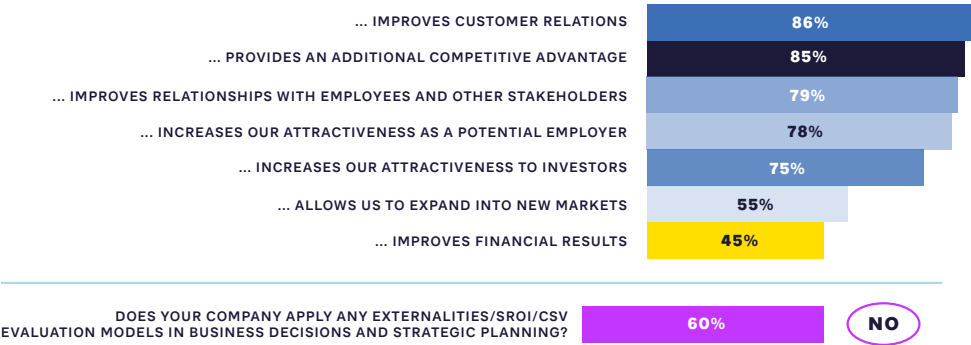 ... IMPROVES CUSTOMER RELATIONS 86%
... PROVIDES AN ADDITIONAL COMPETITIVE ADVANTAGE 85%
... IMPROVES RELATIONSHIPS WITH EMPLOYEES AND OTHER STAKEHOLDERS 79%
... INCREASES OUR ATTRACTIVENESS AS A POTENTIAL EMPLOYER 78%
... INCREASES OUR ATTRACTIVENESS TO INVESTORS 75%
... ALLOWS US TO EXPAND INTO NEW MARKETS 55%
... IMPROVES FINANCIAL RESULTS 45%
DOES YOUR COMPANY APPLY ANY EXTERNALITIES/SROI/CSV
EVALUATION MODELS IN BUSINESS DECISIONS AND STRATEGIC PLANNING? 60% NO